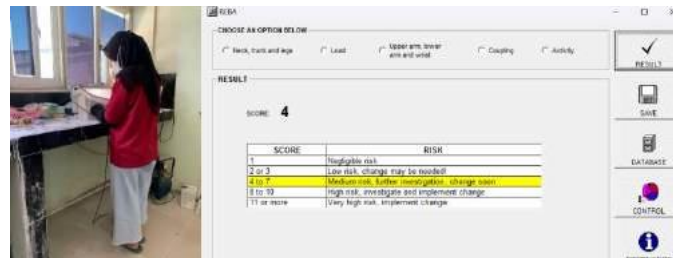 REBA
CHOOSE AN OPTION BELOW
Neck, trunk and legs
Load
Upper arm, lower
arm and wrist
Coupling
Activity
RESULT
RESULT
SCORE: 4
SAVE
SCORE RISK
1 Negligible risk
2 or 3 Low risk, change may be needed!
4 to 7 Medium risk, further investigation, change soon
8 to 10 High risk, investigate and implement change
11 or more Very high risk, implement change
DATABASE
CONTROL